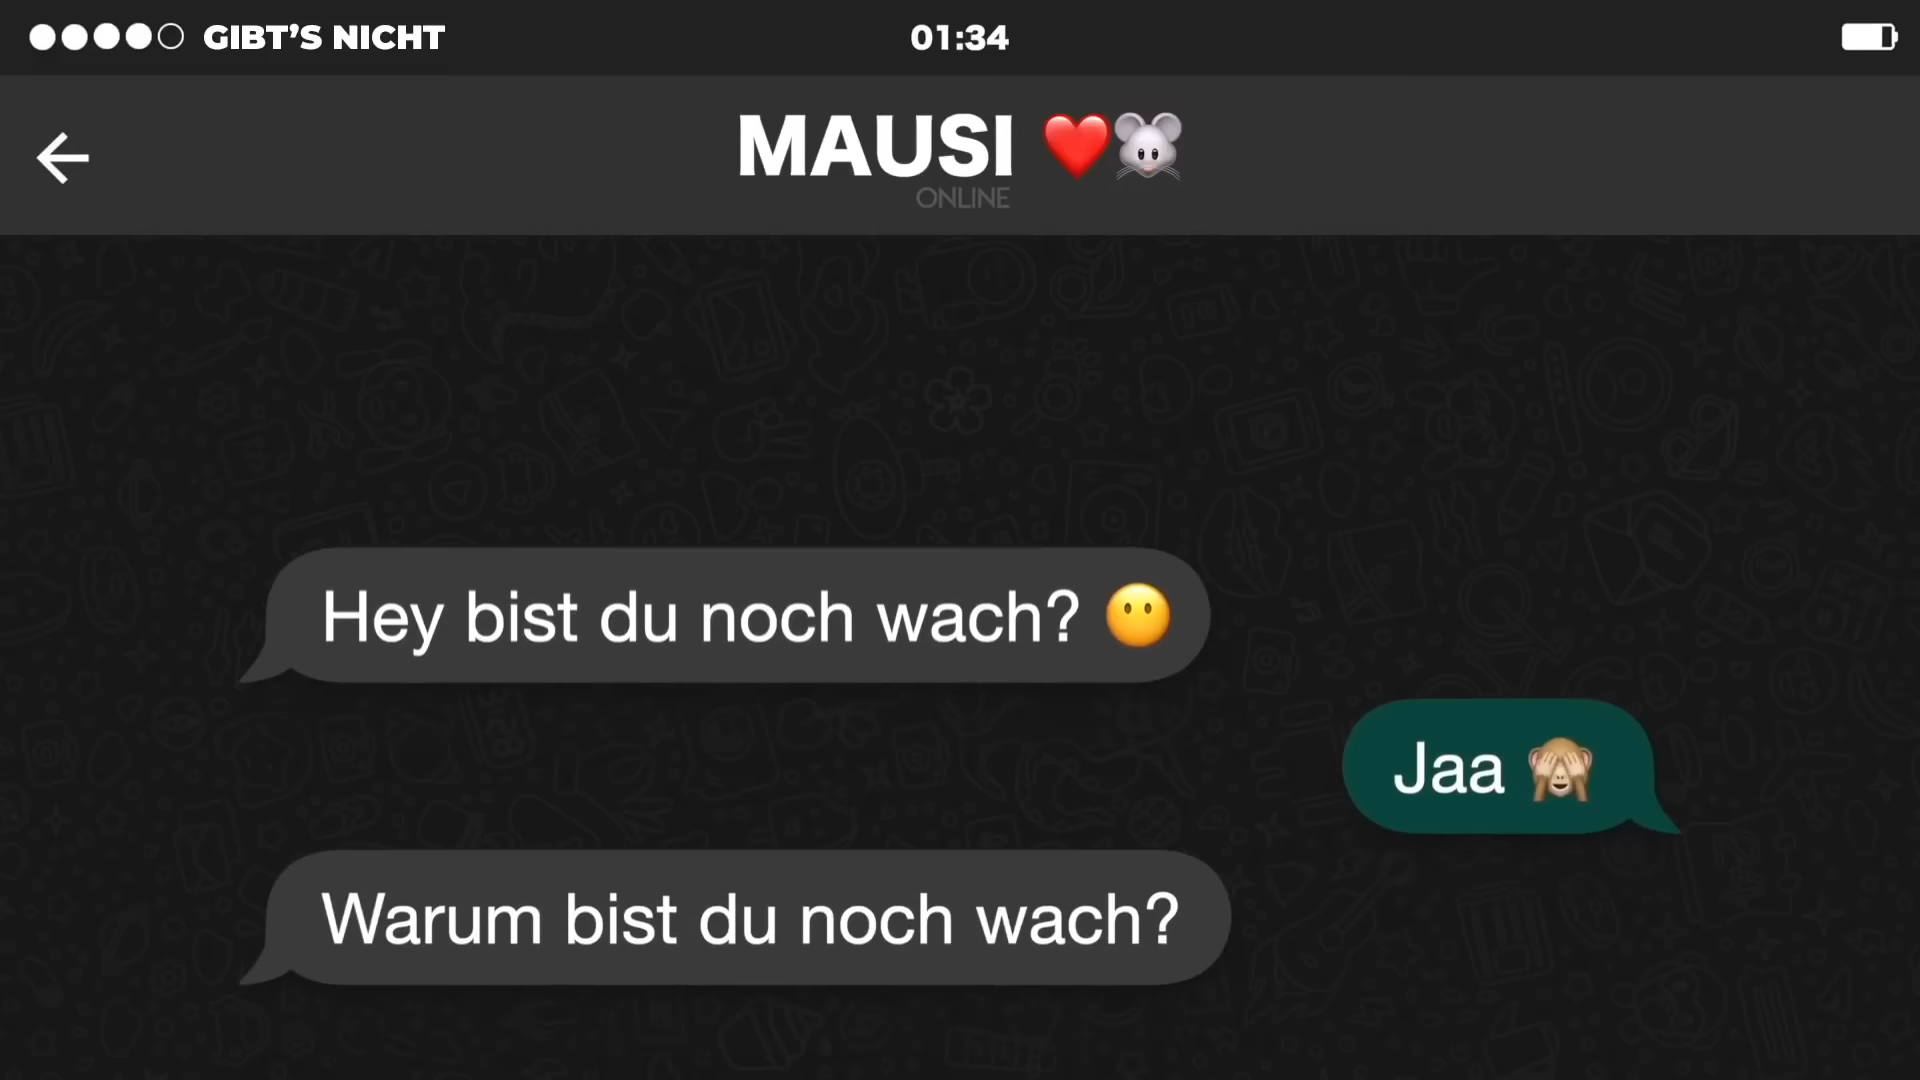 GIBT’S NICHT
01:34
MAUSI ❤️🐭
ONLINE
Hey bist du noch wach? 😶
Jaa 🙈
Warum bist du noch wach?